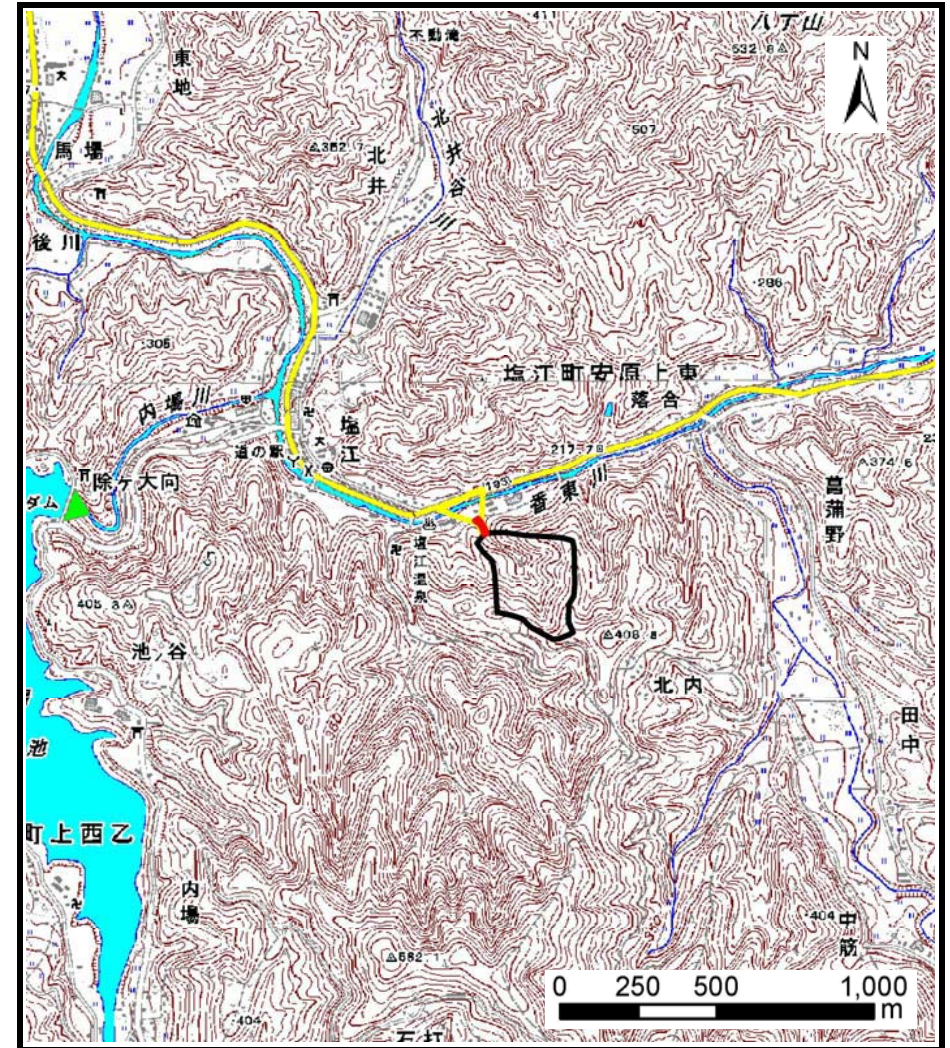 411
八丁山
不動滝
532.8
N
東地
馬場
北井谷川
507
382.7
北井
後川
286
305
塩江町安原上東
内場川
落合
塩江
道の駅
217.7
193
香東川
374.6
除ヶ大向
ダム
菖蒲野
塩江温泉
405.3
408.8
池ノ谷
北内
田中
池
町上西乙
内場
404
中筋
582.1
0 250 500 1,000
m
404
石打